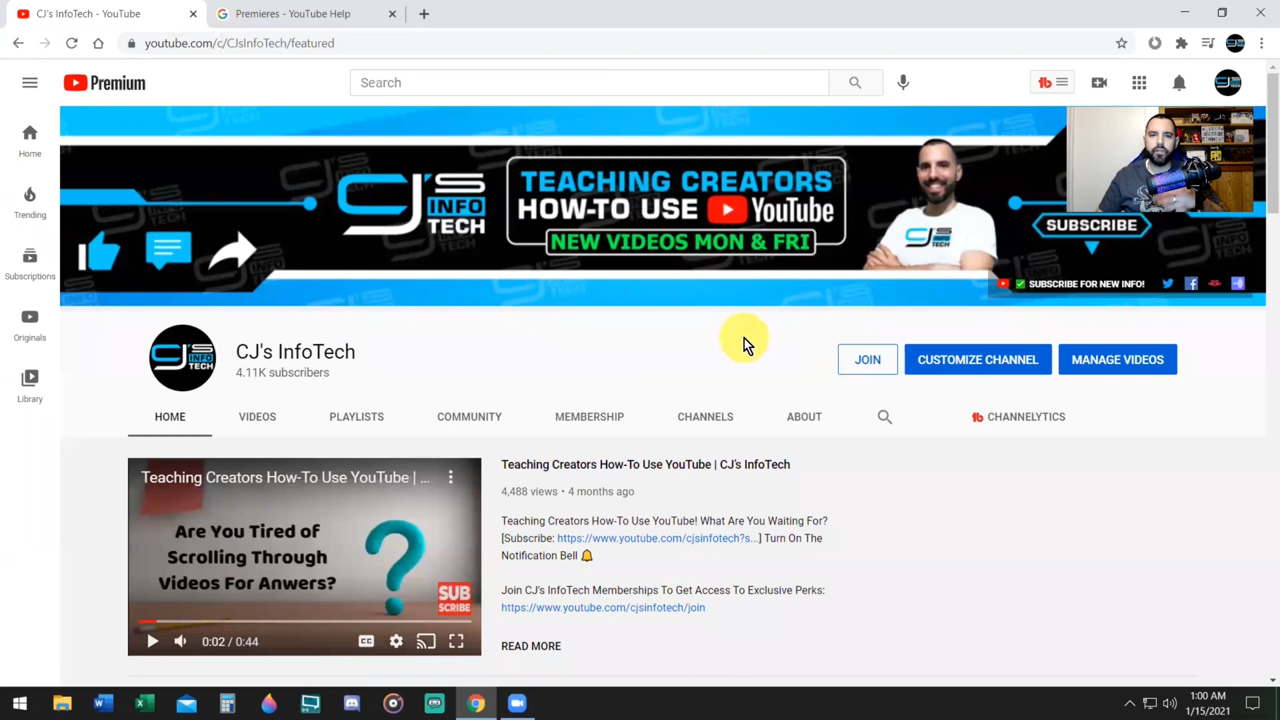 CJ's InfoTech - YouTube
Premieres - YouTube Help
youtube.com/c/CJsInfoTech/featured
Premium
Search
CJ'S INFO TECH
TEACHING CREATORS
HOW-TO USE YouTube
NEW VIDEOS MON & FRI
CJ'S INFO TECH
SUBSCRIBE
SUBSCRIBE FOR NEW INFO!
Home
Trending
Subscriptions
Originals
Library
CJ'S INFO TECH
CJ's InfoTech
4.11K subscribers
JOIN
CUSTOMIZE CHANNEL
MANAGE VIDEOS
HOME
VIDEOS
PLAYLISTS
COMMUNITY
MEMBERSHIP
CHANNELS
ABOUT
CHANNELYTICS
Teaching Creators How-To Use YouTube | ...
Are You Tired of
Scrolling Through
Videos For Anwers?
SUB
SCRIBE
0:02 / 0:44
Teaching Creators How-To Use YouTube | CJ's InfoTech
4,488 views • 4 months ago
Teaching Creators How-To Use YouTube! What Are You Waiting For?
[Subscribe: https://www.youtube.com/cjsinfotech?s...] Turn On The
Notification Bell 🔔
Join CJ's InfoTech Memberships To Get Access To Exclusive Perks:
https://www.youtube.com/cjsinfotech/join
READ MORE
1:00 AM
1/15/2021